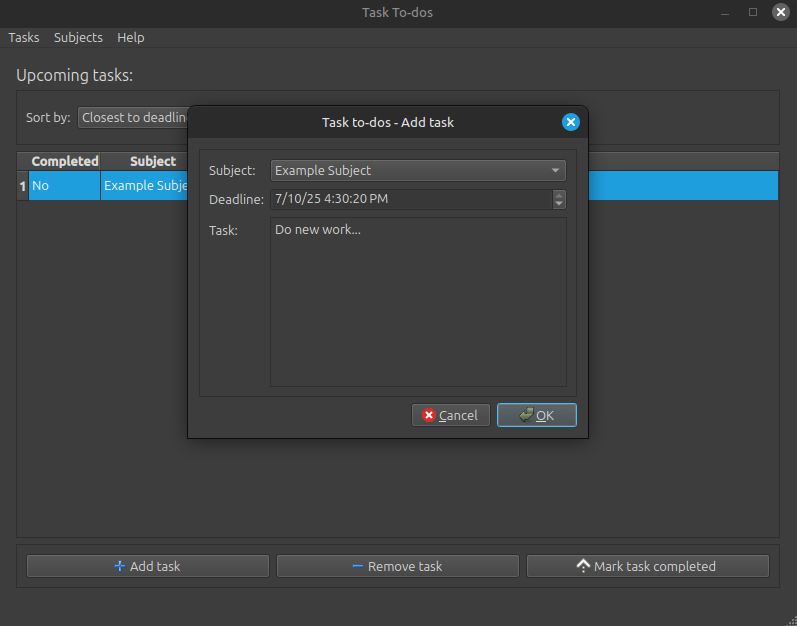 Task To-dos
Tasks Subjects Help
Upcoming tasks:
Sort by: Closest to deadlin
Completed Subject
1 No Example Subje
Task to-dos - Add task
Subject: Example Subject
Deadline: 7/10/25 4:30:20 PM
Task: Do new work...
Cancel OK
Add task Remove task Mark task completed